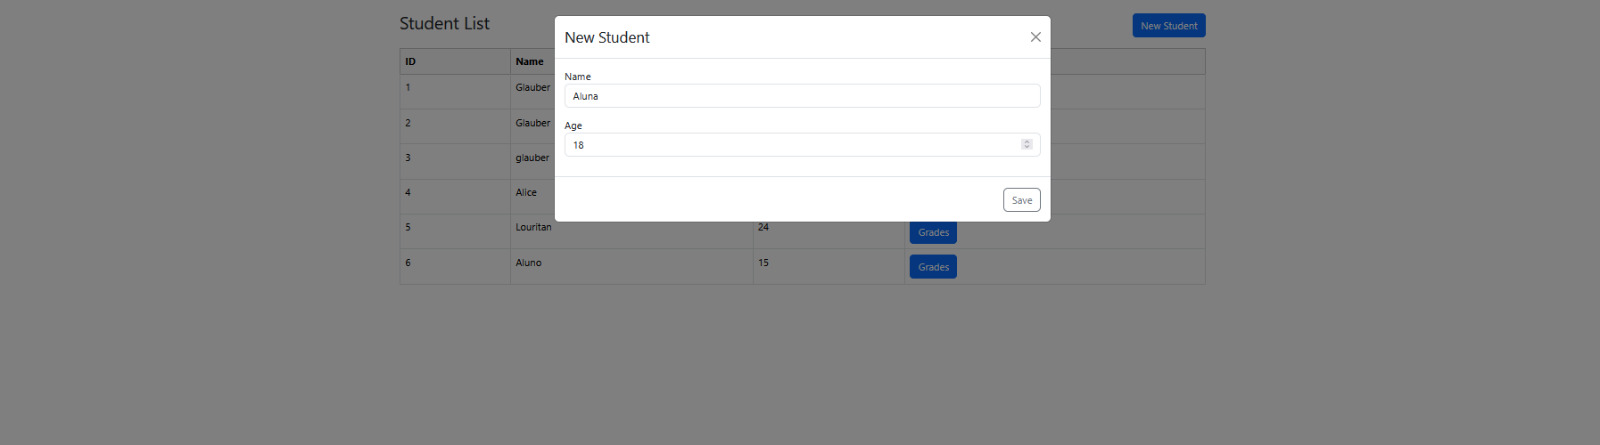 Student List
New Student
ID Name
1 Glauber
2 Glauber
3 glauber
4 Alice
5 Louritan 24 Grades
6 Aluno 15 Grades
New Student
Name
Aluna
Age
18
Save